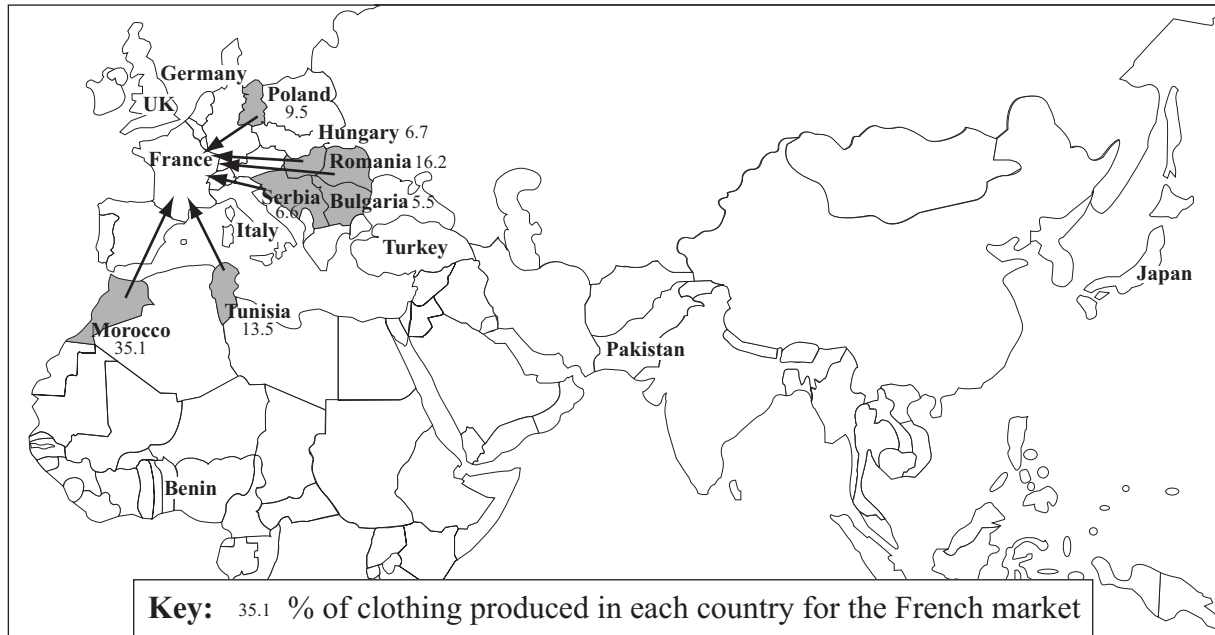 Germany
UK
Poland
9.5
Hungary 6.7
France
Romania 16.2
Serbia
6.6
Bulgaria 5.5
Italy
Turkey
Japan
Tunisia
13.5
Morocco
35.1
Pakistan
Benin
Key: 35.1 % of clothing produced in each country for the French market